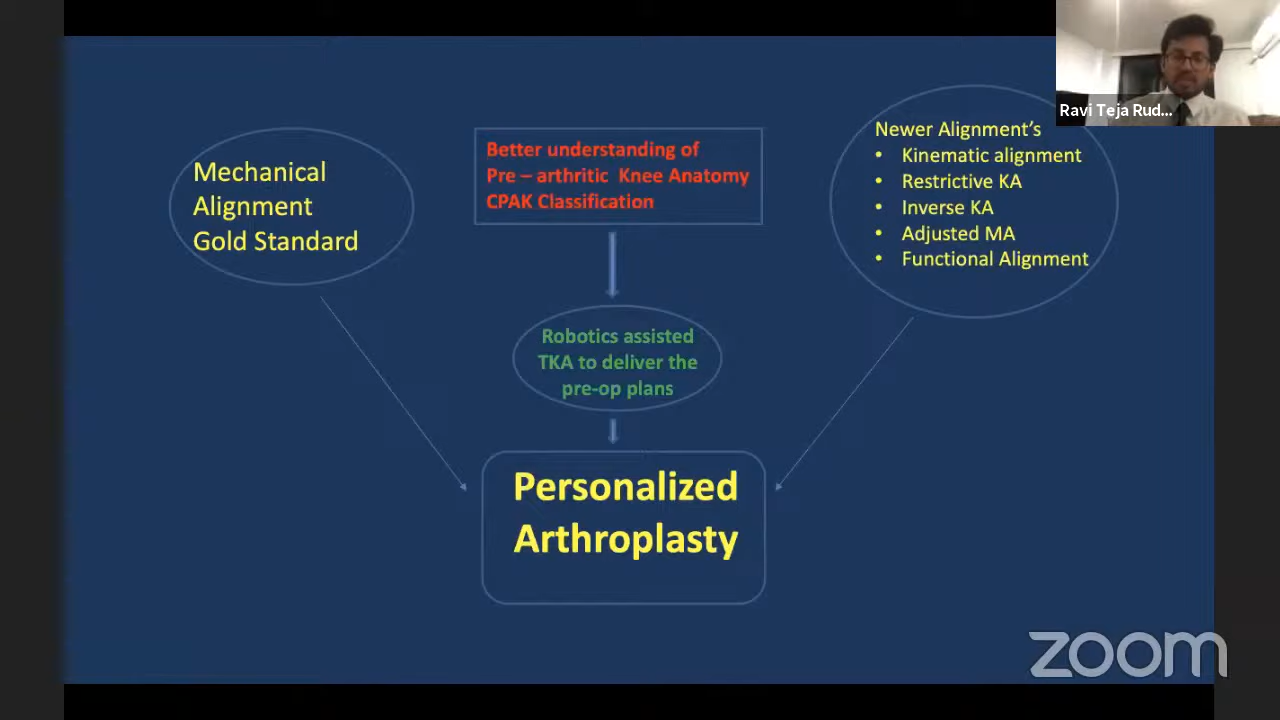 Ravi Teja Rud...
Mechanical
Alignment
Gold Standard
Better understanding of
Pre – arthritic Knee Anatomy
CPAK Classification
Newer Alignment’s
• Kinematic alignment
• Restrictive KA
• Inverse KA
• Adjusted MA
• Functional Alignment
Robotics assisted
TKA to deliver the
pre-op plans
Personalized
Arthroplasty
zoom